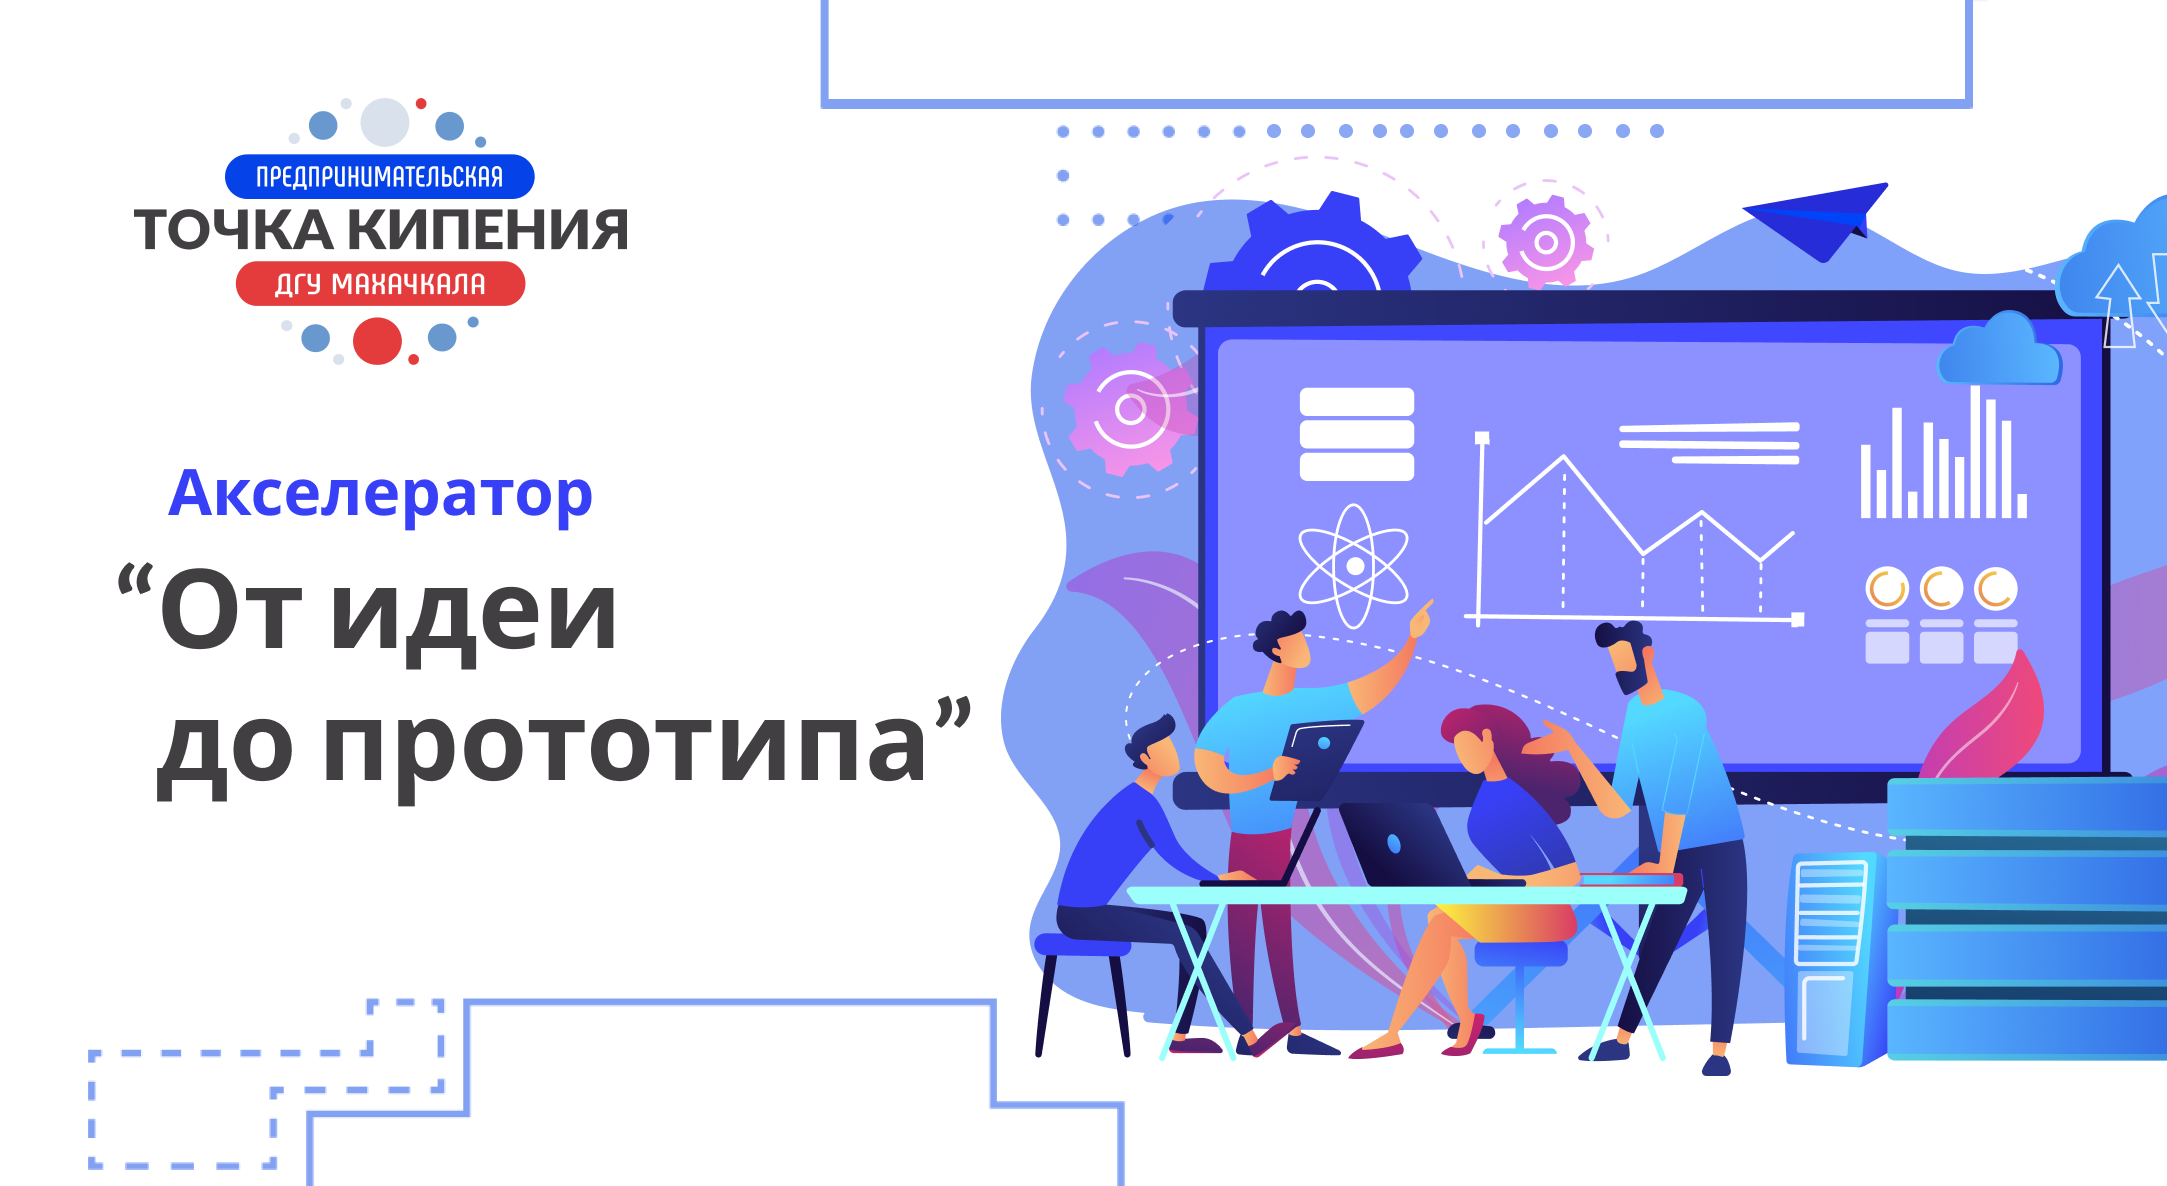 ПРЕДПРИНИМАТЕЛЬСКАЯ
ТОЧКА КИПЕНИЯ
ДГУ МАХАЧКАЛА
Акселератор
“От идеи
до прототипа”